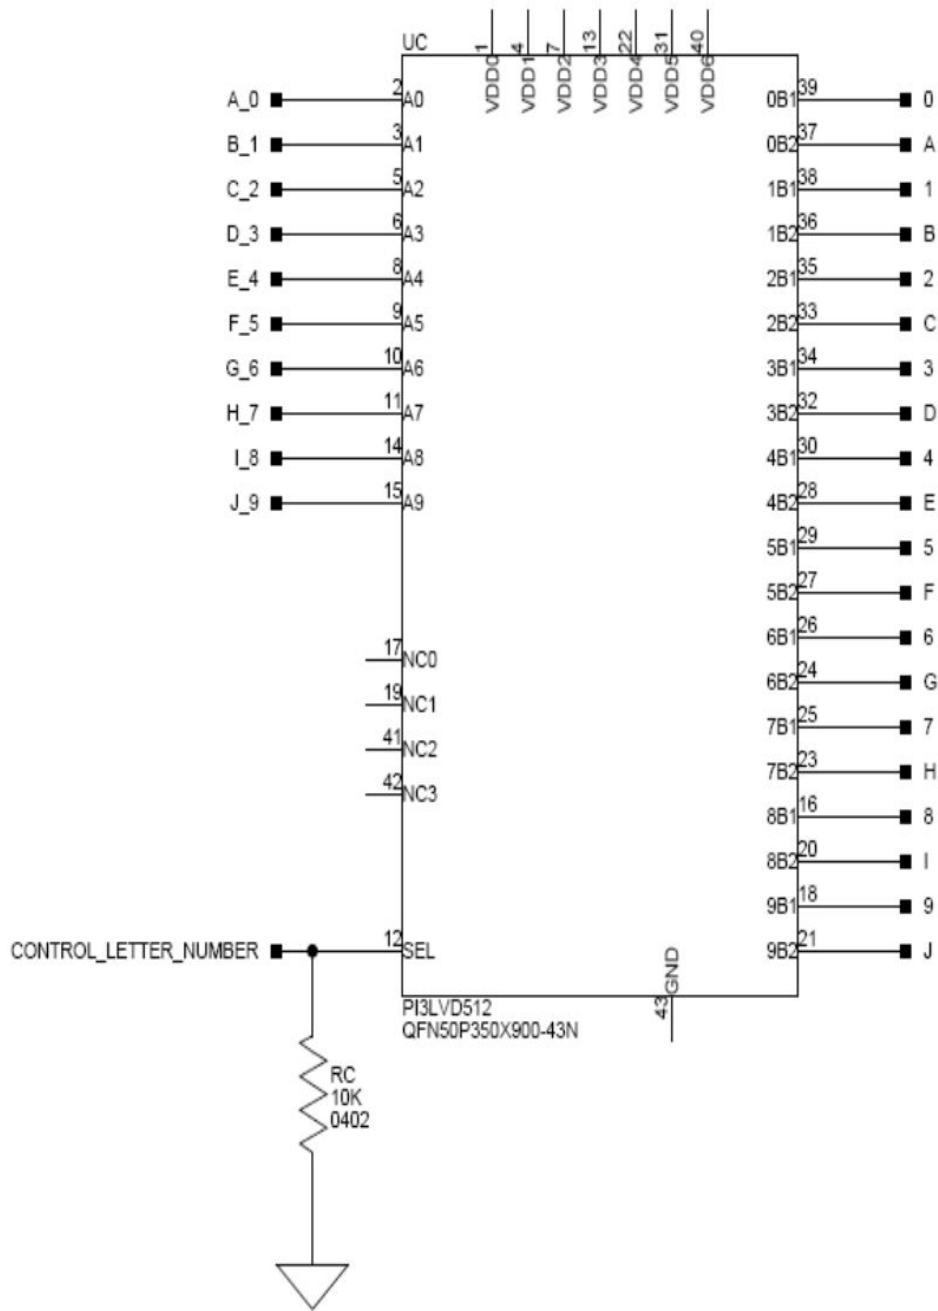 UC
1 4 7 13 22 31 40
VDD0 VDD1 VDD2 VDD3 VDD4 VDD5 VDD6
A_0 2 A0 0B1 39 0
B_1 3 A1 0B2 37 A
C_2 5 A2 1B1 38 1
D_3 6 A3 1B2 36 B
E_4 8 A4 2B1 35 2
F_5 9 A5 2B2 33 C
G_6 10 A6 3B1 34 3
H_7 11 A7 3B2 32 D
I_8 14 A8 4B1 30 4
J_9 15 A9 4B2 28 E
5B1 29 5
5B2 27 F
6B1 26 6
17 NC0
6B2 24 G
19 NC1
7B1 25 7
41 NC2
7B2 23 H
42 NC3
8B1 16 8
8B2 20 I
9B1 18 9
CONTROL_LETTER_NUMBER 12 SEL 9B2 21 J
43 GND
PI3LVD512
QFN50P350X900-43N
RC
10K
0402